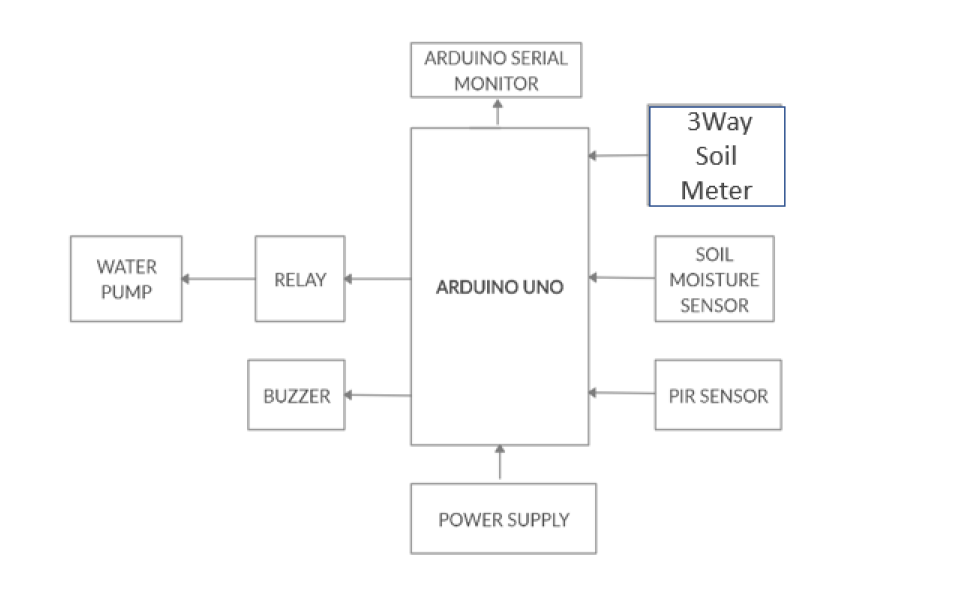 ARDUINO SERIAL
MONITOR
3Way
Soil
Meter
WATER
PUMP
RELAY
ARDUINO UNO
SOIL
MOISTURE
SENSOR
BUZZER
PIR SENSOR
POWER SUPPLY